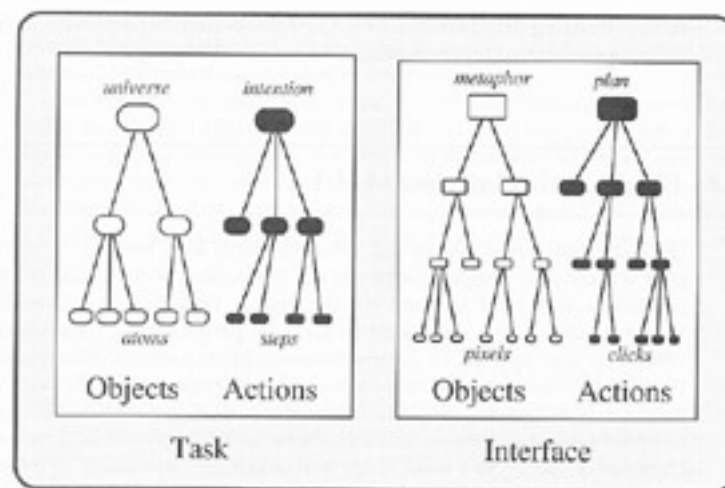 universe
intention
atoms
steps
Objects
Actions
Task
metaphor
plan
pixels
clicks
Objects
Actions
Interface